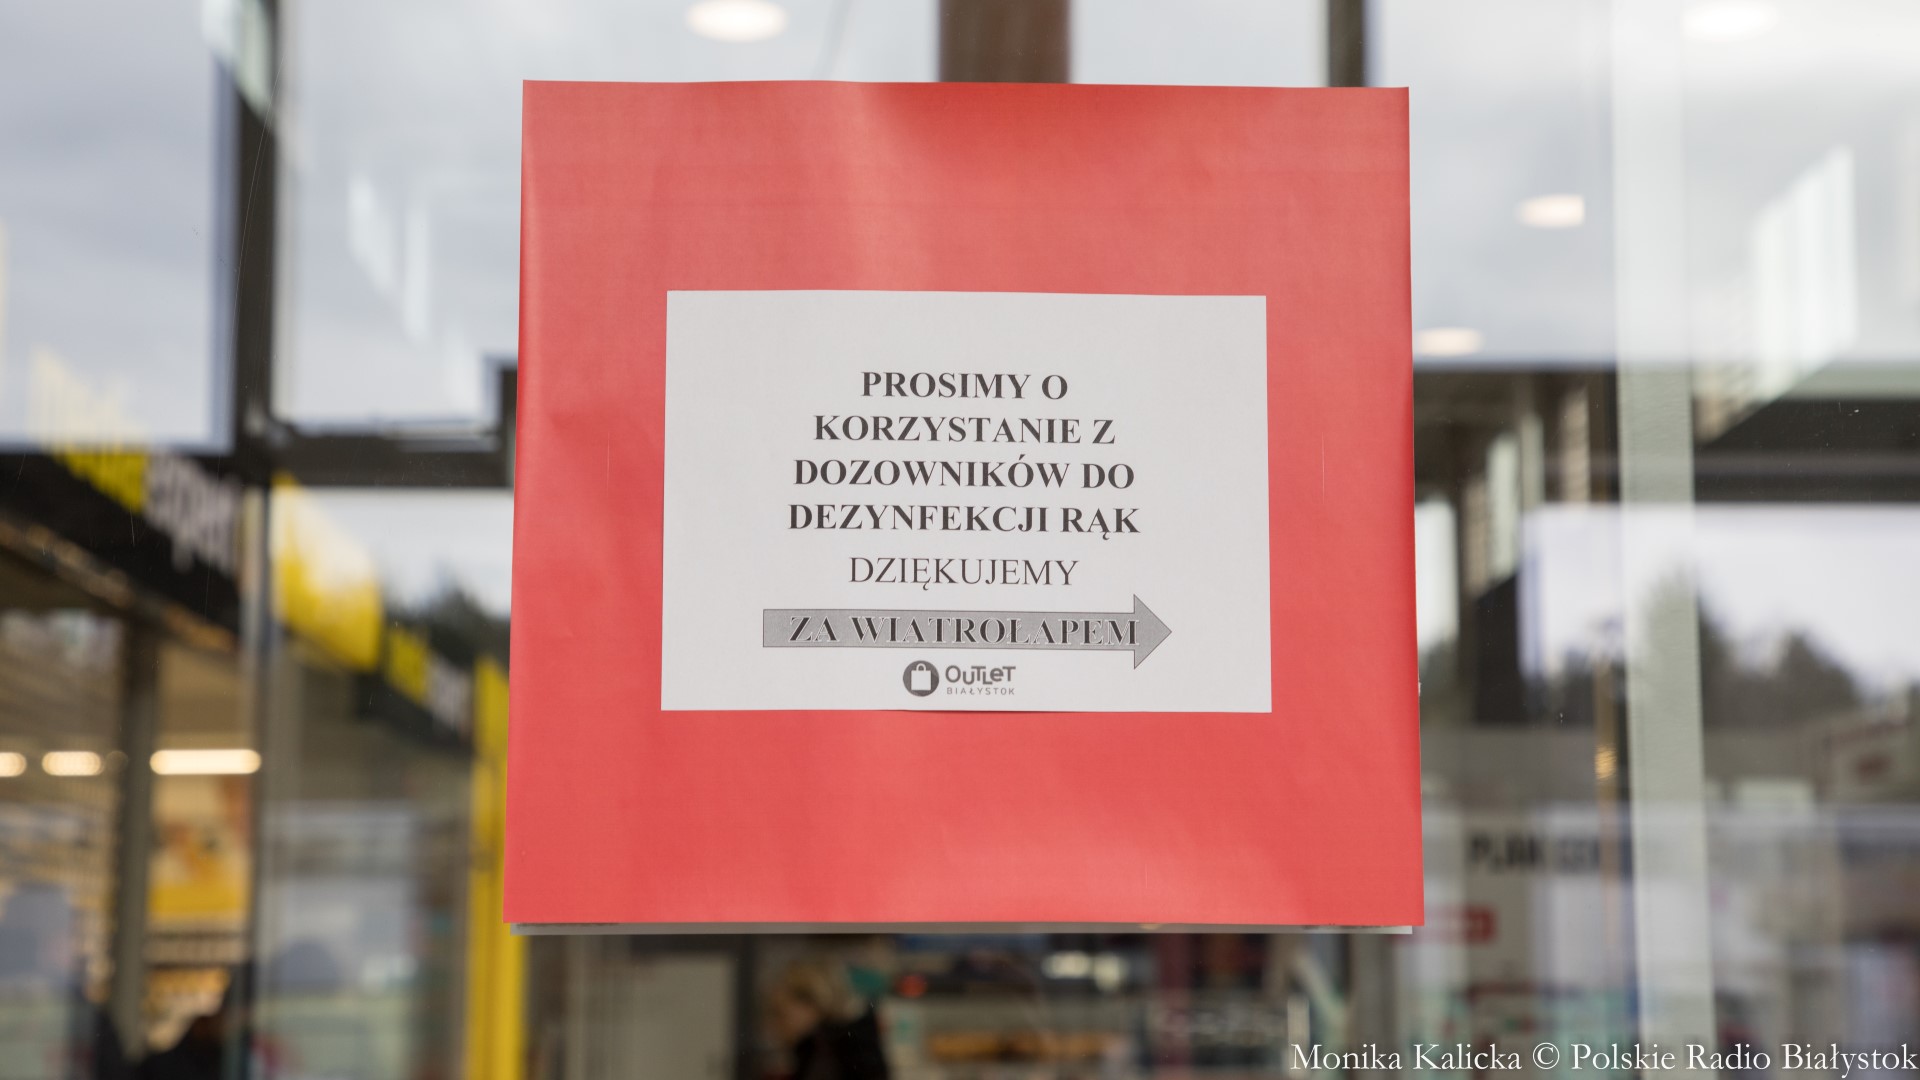 PROSIMY O
KORZYSTANIE Z
DOZOWNIKÓW DO
DEZYNFEKCJI RĄK
DZIĘKUJEMY
ZA WIATROŁAPEM
OUTLET
BIAŁYSTOK
Monika Kalicka © Polskie Radio Białystok